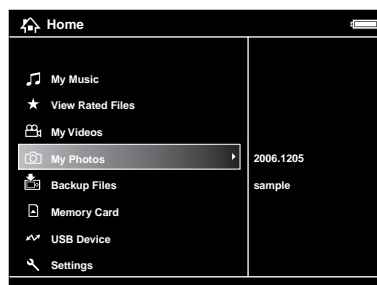 Home
My Music
View Rated Files
My Videos
My Photos
2006.1205
Backup Files
sample
Memory Card
USB Device
Settings